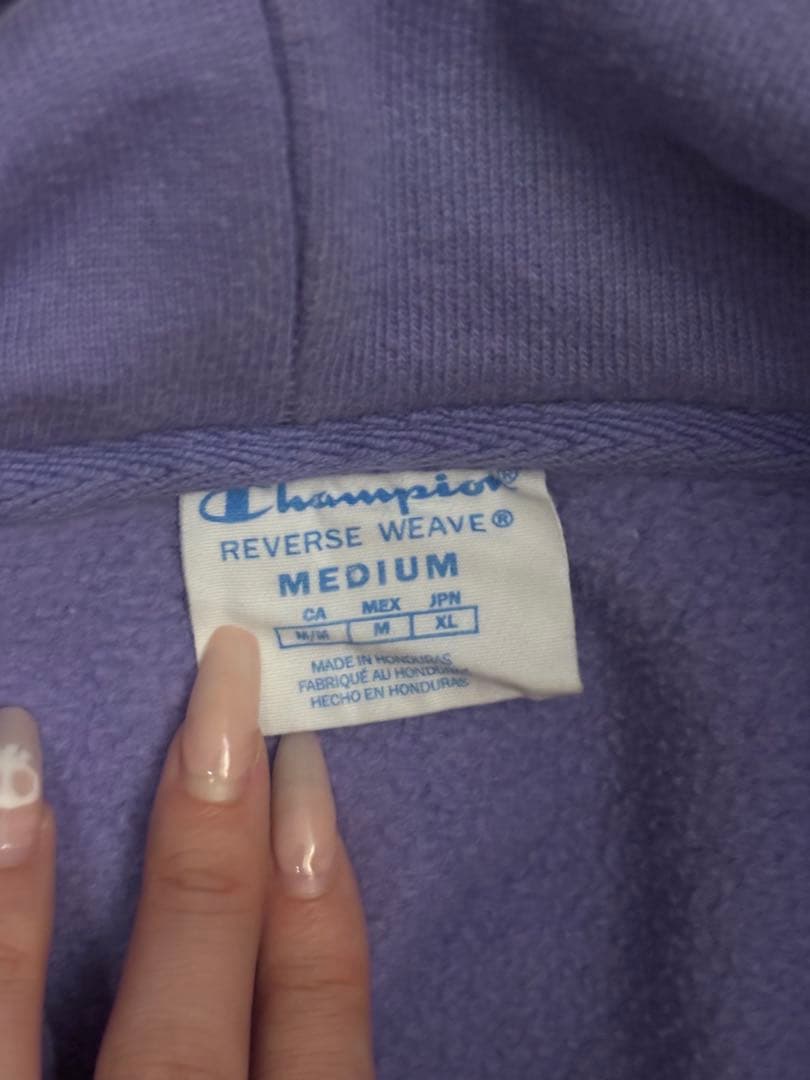 Champion®
REVERSE WEAVE®
MEDIUM
CA MEX JPN
M/M M XL
MADE IN HONDURAS
FABRIQUÉ AU HONDURAS
HECHO EN HONDURAS